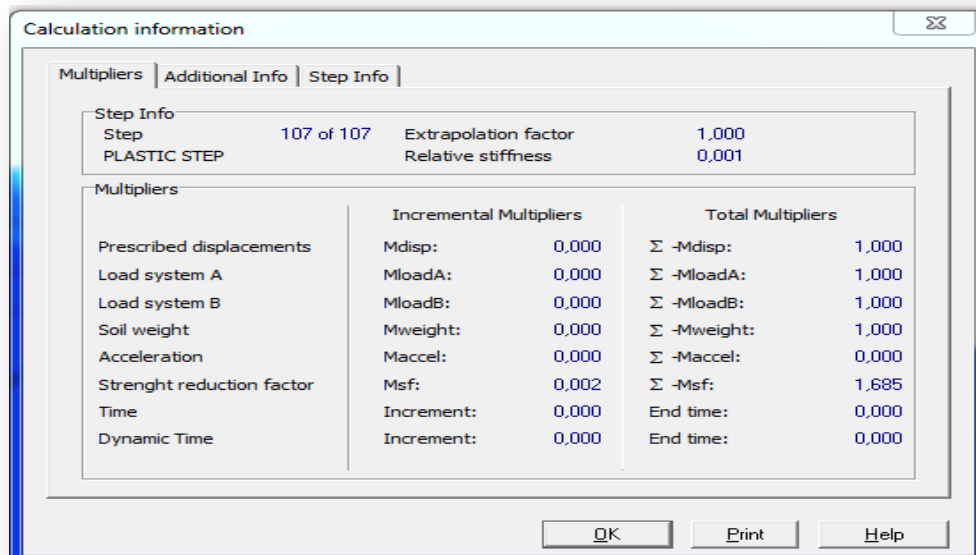 Calculation information
Multipliers Additional Info Step Info
Step Info
Step 107 of 107 Extrapolation factor 1,000
PLASTIC STEP Relative stiffness 0,001
Multipliers
Incremental Multipliers Total Multipliers
Prescribed displacements Mdisp: 0,000 Σ -Mdisp: 1,000
Load system A MloadA: 0,000 Σ -MloadA: 1,000
Load system B MloadB: 0,000 Σ -MloadB: 1,000
Soil weight Mweight: 0,000 Σ -Mweight: 1,000
Acceleration Maccel: 0,000 Σ -Maccel: 0,000
Strenght reduction factor Msf: 0,002 Σ -Msf: 1,685
Time Increment: 0,000 End time: 0,000
Dynamic Time Increment: 0,000 End time: 0,000
OK Print Help